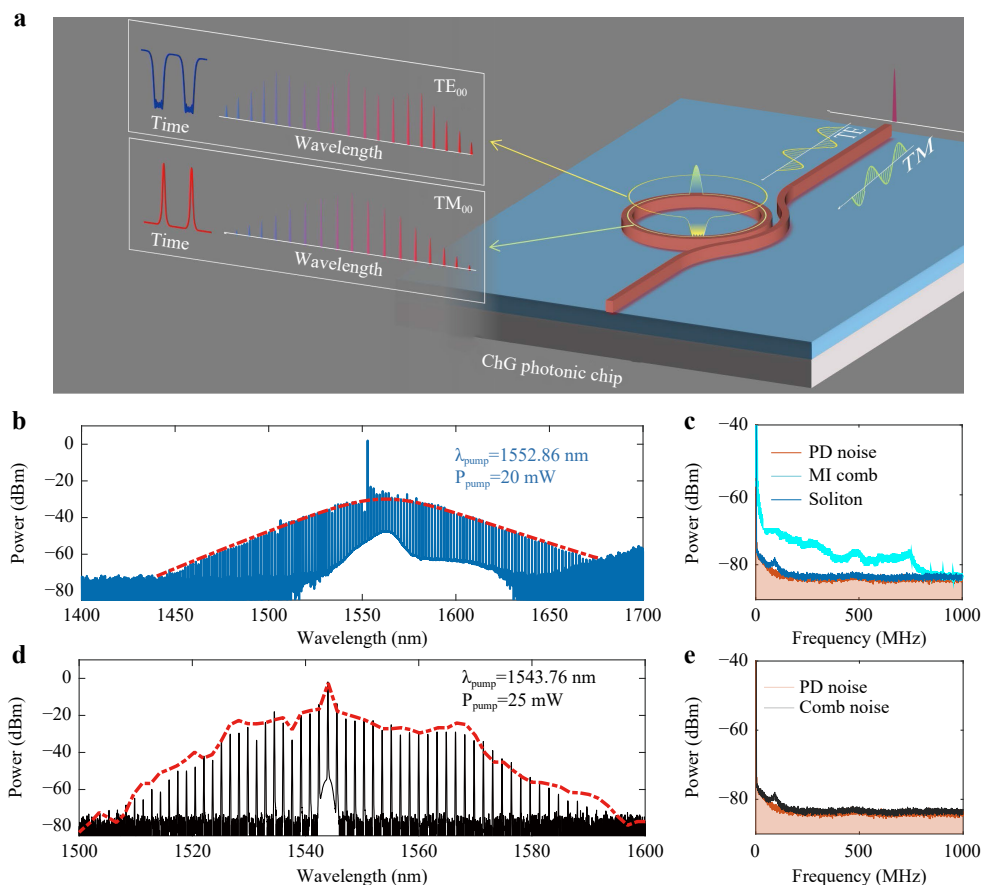 a
TE₀₀
Time
Wavelength
TM₀₀
Time
Wavelength
TE
TM
ChG photonic chip
b
0
−20
−40
−60
−80
Power (dBm)
λpump=1552.86 nm
Ppump=20 mW
1400
1450
1500
1550
1600
1650
1700
Wavelength (nm)
c
−40
−60
−80
Power (dBm)
PD noise
MI comb
Soliton
0
500
1000
Frequency (MHz)
d
0
−20
−40
−60
−80
Power (dBm)
λpump=1543.76 nm
Ppump=25 mW
1500
1520
1540
1560
1580
1600
Wavelength (nm)
e
−40
−60
−80
Power (dBm)
PD noise
Comb noise
0
500
1000
Frequency (MHz)